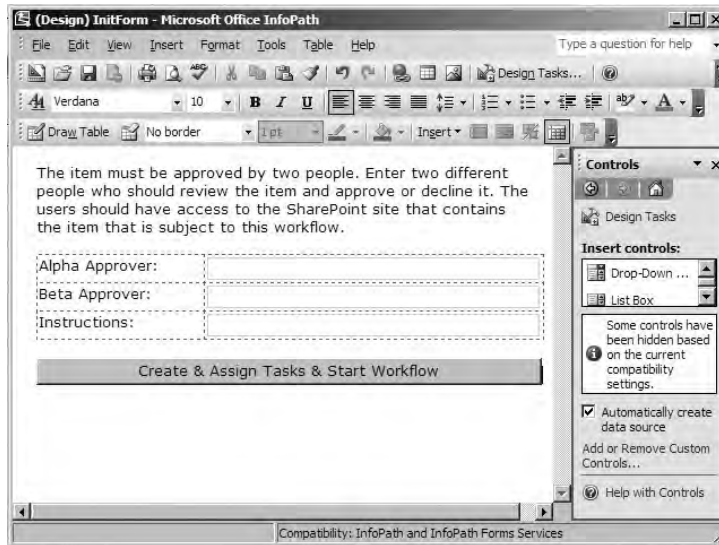 (Design) InitForm - Microsoft Office InfoPath
File Edit View Insert Format Tools Table Help
Type a question for help
Design Tasks...
Verdana 10 B I U A
Draw Table No border 1 pt Insert
The item must be approved by two people. Enter two different
people who should review the item and approve or decline it. The
users should have access to the SharePoint site that contains
the item that is subject to this workflow.
Alpha Approver:
Beta Approver:
Instructions:
Create & Assign Tasks & Start Workflow
Controls
Design Tasks
Insert controls:
Drop-Down ...
List Box
Some controls have
been hidden based
on the current
compatibility
settings.
Automatically create
data source
Add or Remove Custom
Controls...
Help with Controls
Compatibility: InfoPath and InfoPath Forms Services